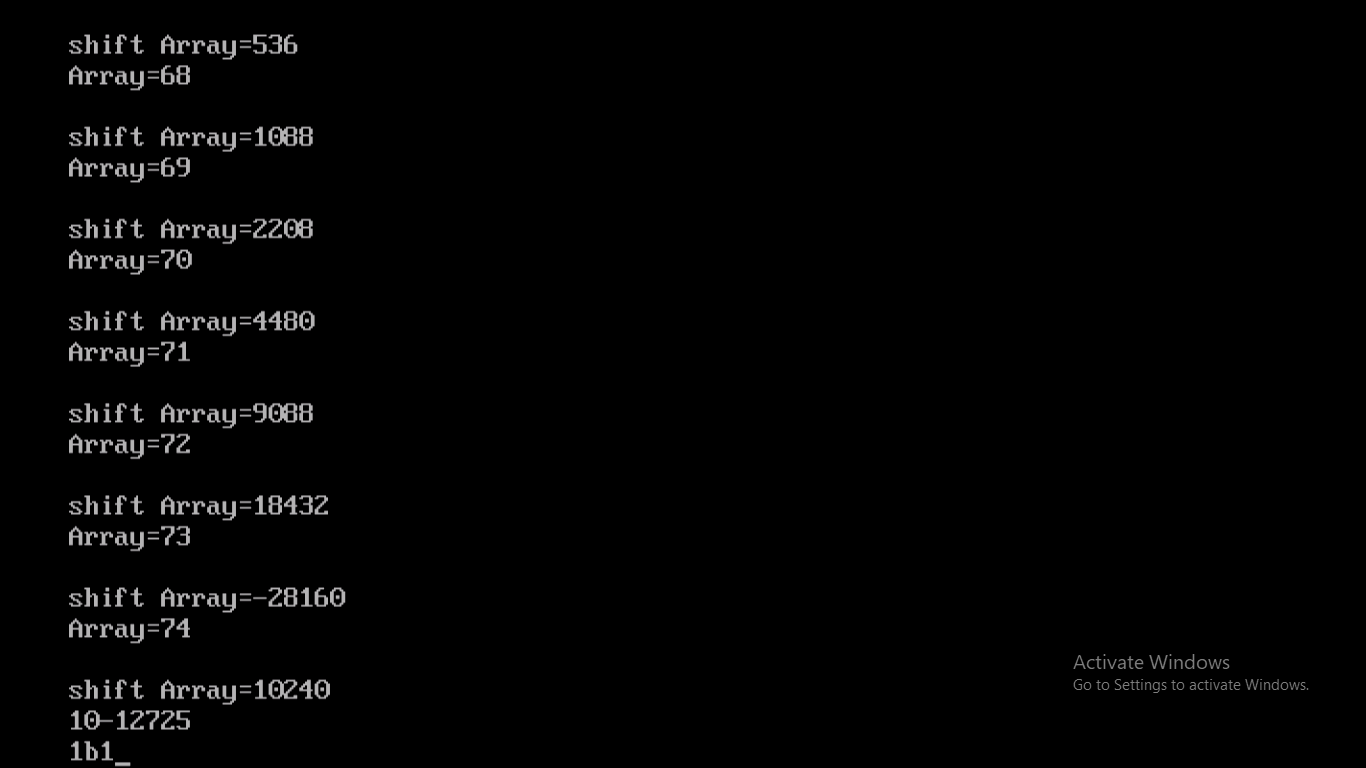 shift Array=536
Array=68
shift Array=1088
Array=69
shift Array=2208
Array=70
shift Array=4480
Array=71
shift Array=9088
Array=72
shift Array=18432
Array=73
shift Array=-28160
Array=74
shift Array=10240
10-12725
1b1_
Activate Windows
Go to Settings to activate Windows.